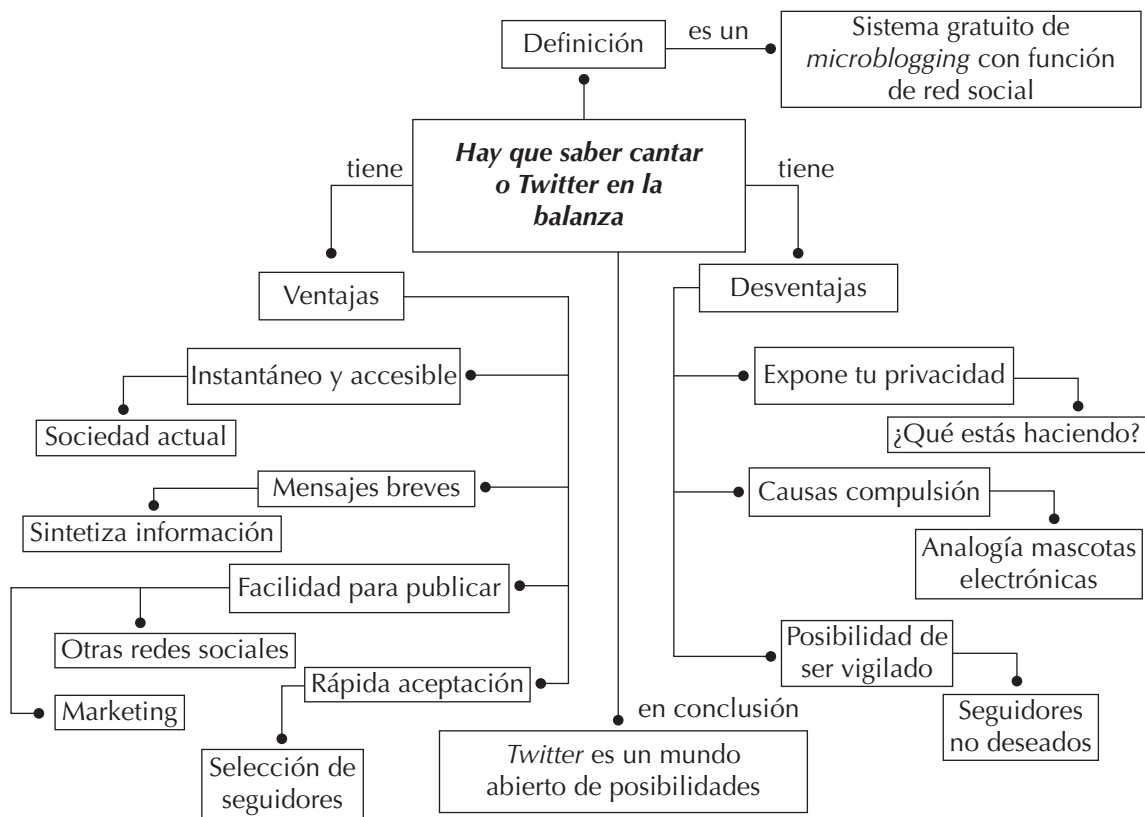 Definición
es un
Sistema gratuito de
microblogging con función
de red social
Hay que saber cantar
o Twitter en la
balanza
tiene
tiene
Ventajas
Desventajas
Instantáneo y accesible
Sociedad actual
Mensajes breves
Sintetiza información
Facilidad para publicar
Otras redes sociales
Marketing
Rápida aceptación
Selección de
seguidores
Expone tu privacidad
¿Qué estás haciendo?
Causas compulsión
Analogía mascotas
electrónicas
Posibilidad de
ser vigilado
Seguidores
no deseados
en conclusión
Twitter es un mundo
abierto de posibilidades